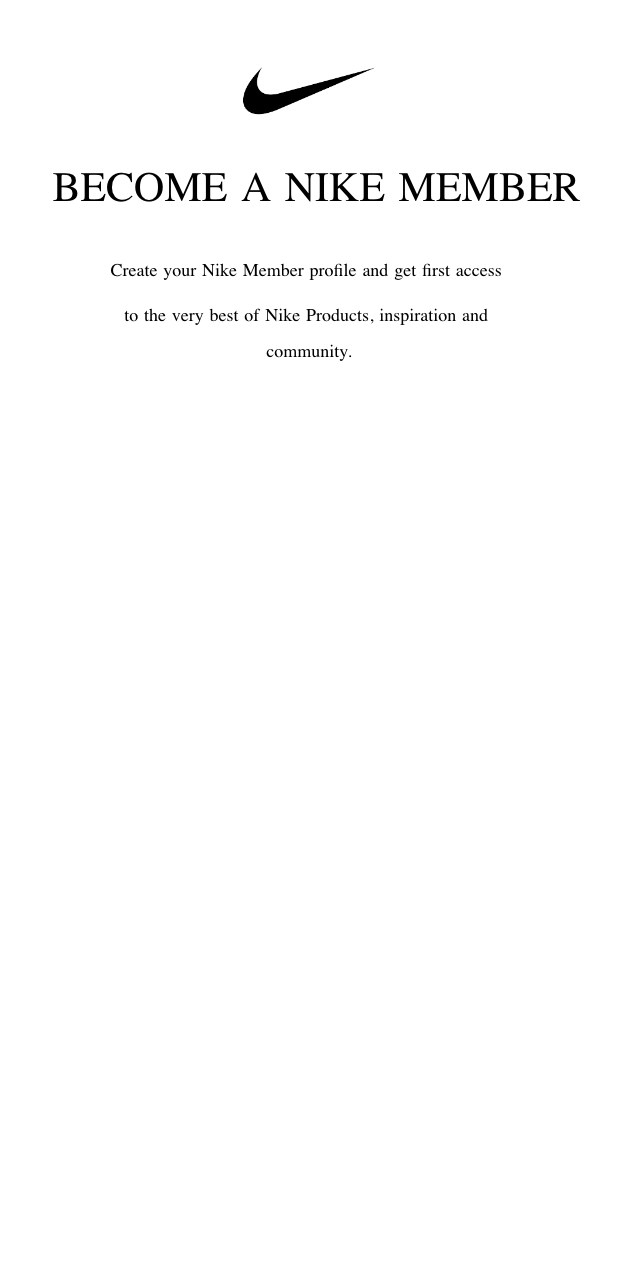 BECOME A NIKE MEMBER
Create your Nike Member profile and get first access
to the very best of Nike Products, inspiration and
community.